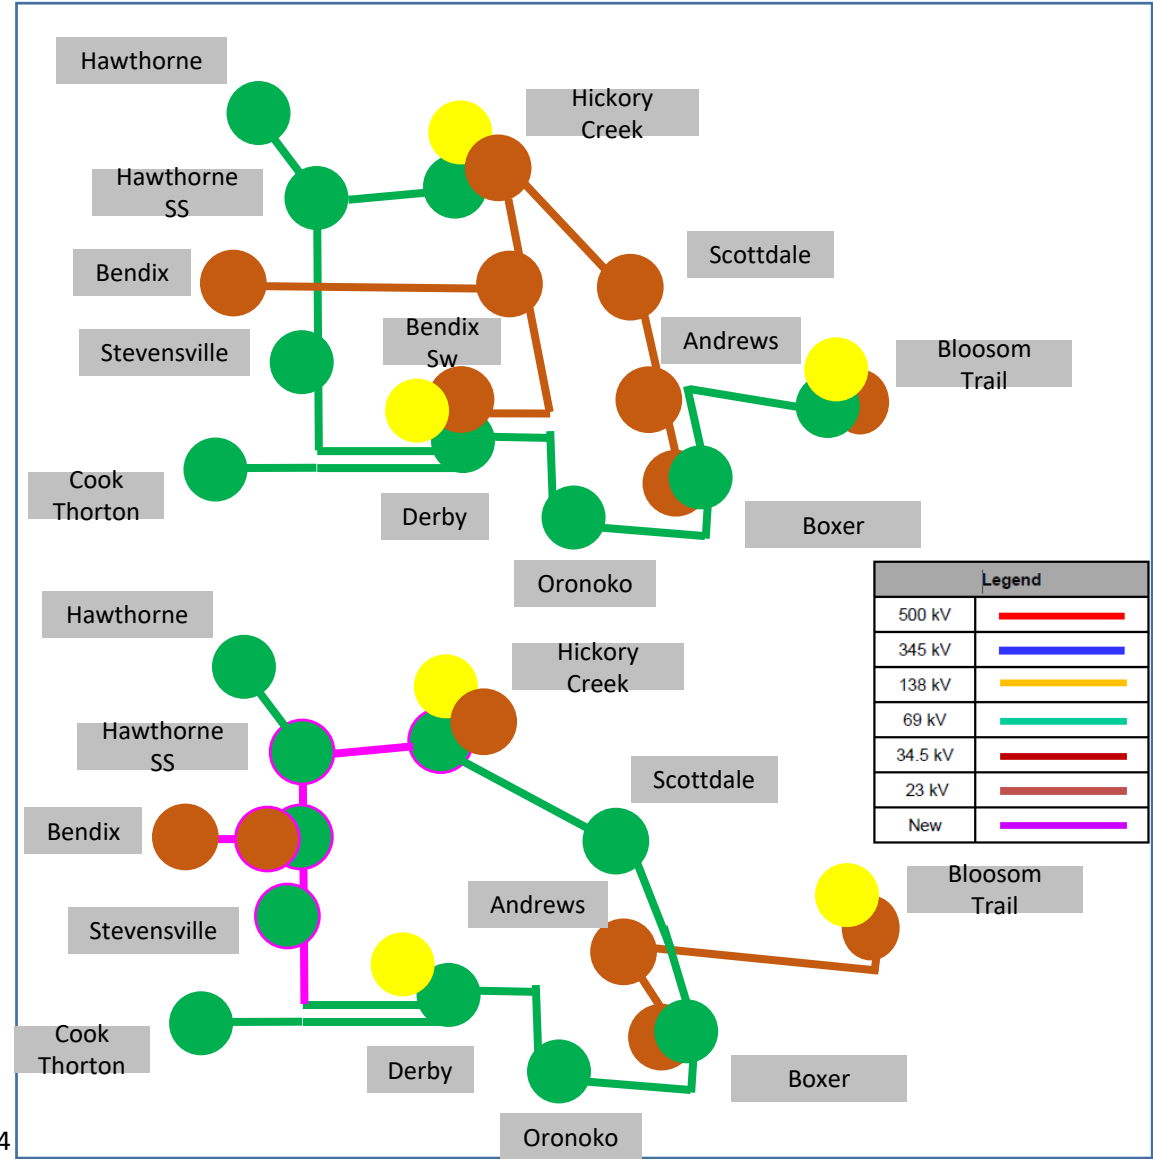 Hawthorne
Hickory
Creek
Hawthorne
SS
Scottdale
Bendix
Bendix
Sw
Andrews
Stevensville
Bloosom
Trail
Cook
Thorton
Derby
Boxer
Oronoko
Legend
500 kV
345 kV
138 kV
69 kV
34.5 kV
23 kV
New
Hawthorne
Hickory
Creek
Hawthorne
SS
Scottdale
Bendix
Andrews
Bloosom
Trail
Stevensville
Cook
Thorton
Derby
Boxer
Oronoko
4